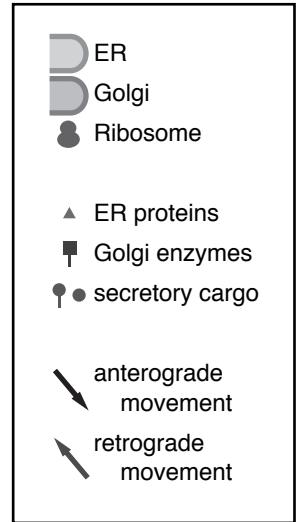 ER
Golgi
Ribosome
ER proteins
Golgi enzymes
secretory cargo
anterograde
movement
retrograde
movement